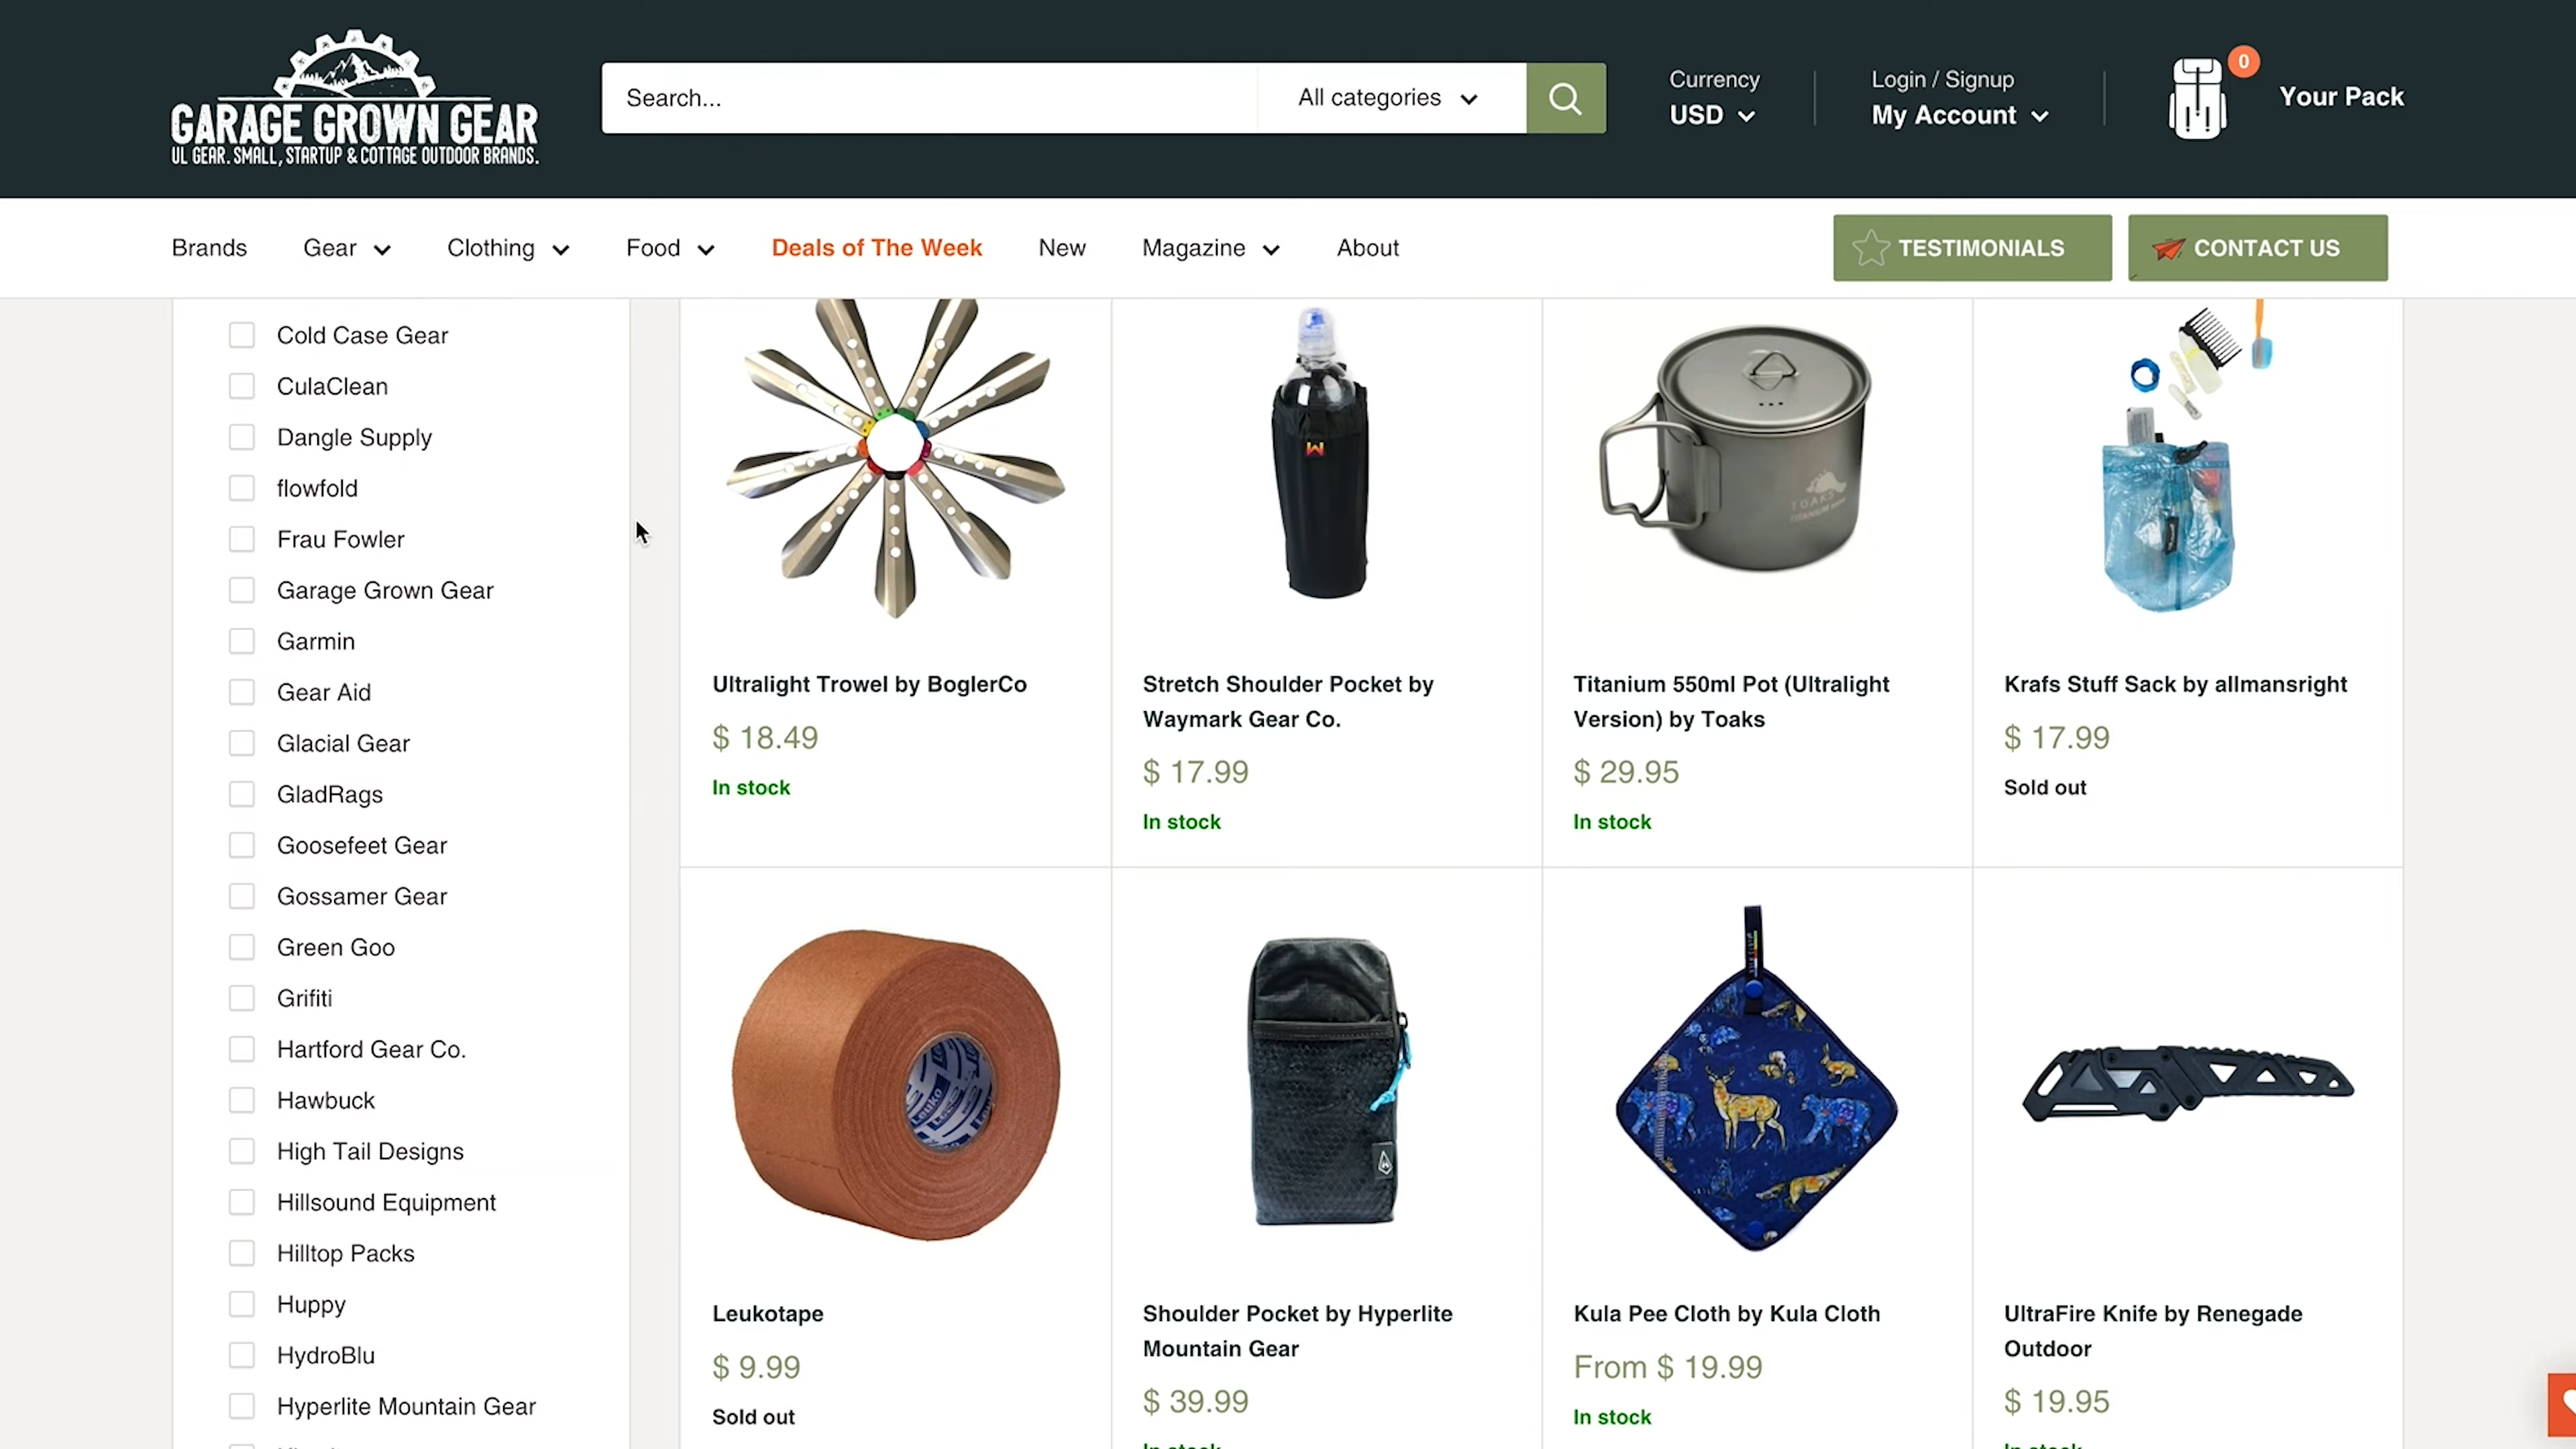 GARAGE GROWN GEAR
UL GEAR. SMALL, STARTUP & COTTAGE OUTDOOR BRANDS.
Search...
All categories
Currency
USD
Login / Signup
My Account
0
Your Pack
Brands
Gear
Clothing
Food
Deals of The Week
New
Magazine
About
TESTIMONIALS
CONTACT US
Cold Case Gear
CulaClean
Dangle Supply
flowfold
Frau Fowler
Garage Grown Gear
Garmin
Gear Aid
Glacial Gear
GladRags
Goosefeet Gear
Gossamer Gear
Green Goo
Grifiti
Hartford Gear Co.
Hawbuck
High Tail Designs
Hillsound Equipment
Hilltop Packs
Huppy
HydroBlu
Hyperlite Mountain Gear
Ultralight Trowel by BoglerCo
$ 18.49
In stock
Stretch Shoulder Pocket by
Waymark Gear Co.
$ 17.99
In stock
TOAKS
TITANIUM
Titanium 550ml Pot (Ultralight
Version) by Toaks
$ 29.95
In stock
Krafs Stuff Sack by allmansright
$ 17.99
Sold out
Leukotape
$ 9.99
Sold out
Shoulder Pocket by Hyperlite
Mountain Gear
$ 39.99
In stock
Kula Pee Cloth by Kula Cloth
From $ 19.99
In stock
UltraFire Knife by Renegade
Outdoor
$ 19.95
In stock